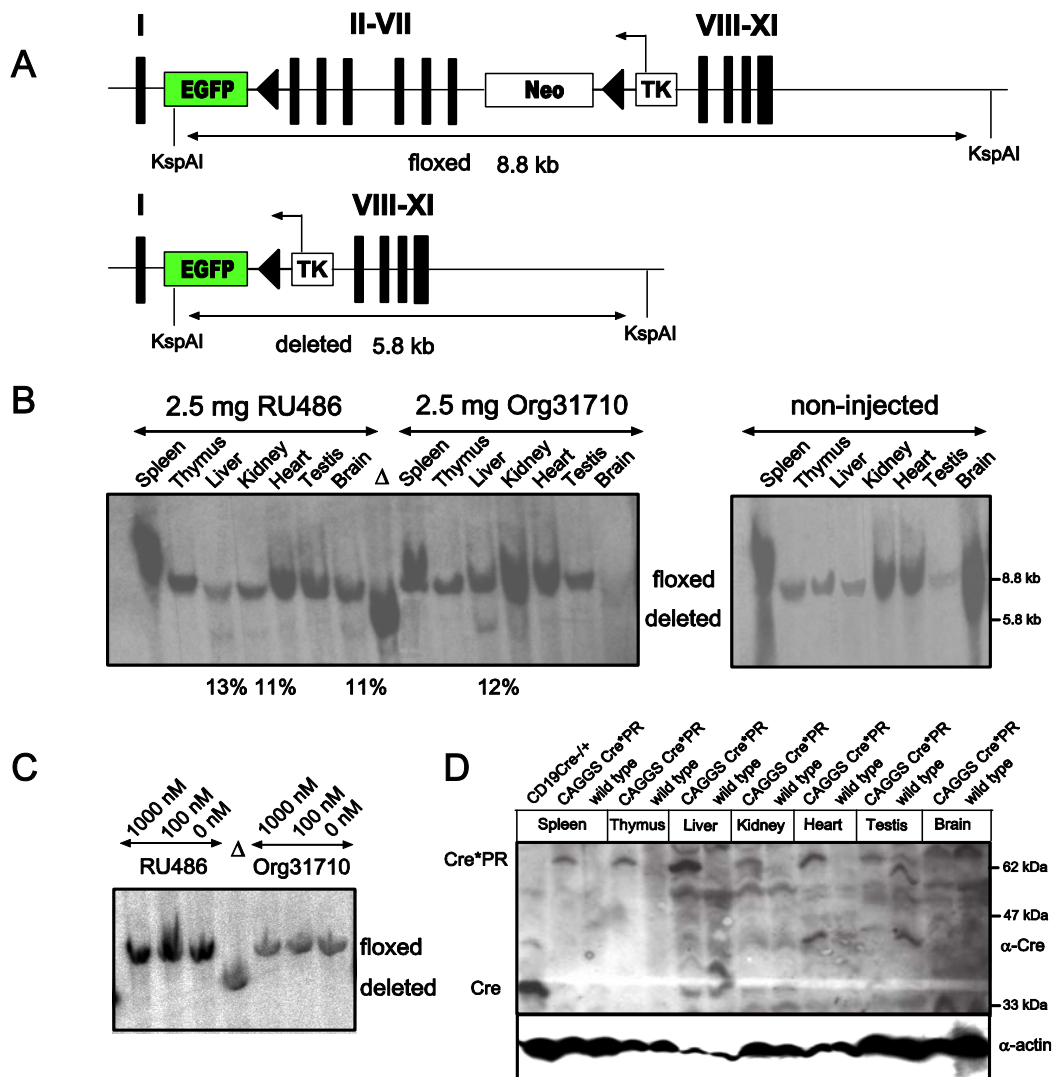 A
I
II-VII
VIII-XI
EGFP
Neo
TK
KspAI
floxed 8.8 kb
KspAI
I
VIII-XI
EGFP
TK
KspAI
deleted 5.8 kb
KspAI
B
2.5 mg RU486
2.5 mg Org31710
non-injected
Spleen Thymus Liver Kidney Heart Testis Brain Δ Spleen Thymus Liver Kidney Heart Testis Brain
Spleen Thymus Liver Kidney Heart Testis Brain
floxed
deleted
8.8 kb
5.8 kb
13% 11% 11% 12%
C
1000 nM 100 nM 0 nM Δ 1000 nM 100 nM 0 nM
RU486 Org31710
floxed
deleted
D
CD19Cre-/+ CAGGS Cre*PR wild type CAGGS Cre*PR wild type CAGGS Cre*PR wild type CAGGS Cre*PR wild type CAGGS Cre*PR wild type CAGGS Cre*PR wild type CAGGS Cre*PR wild type
Spleen Thymus Liver Kidney Heart Testis Brain
Cre*PR
62 kDa
47 kDa
α-Cre
Cre
33 kDa
α-actin